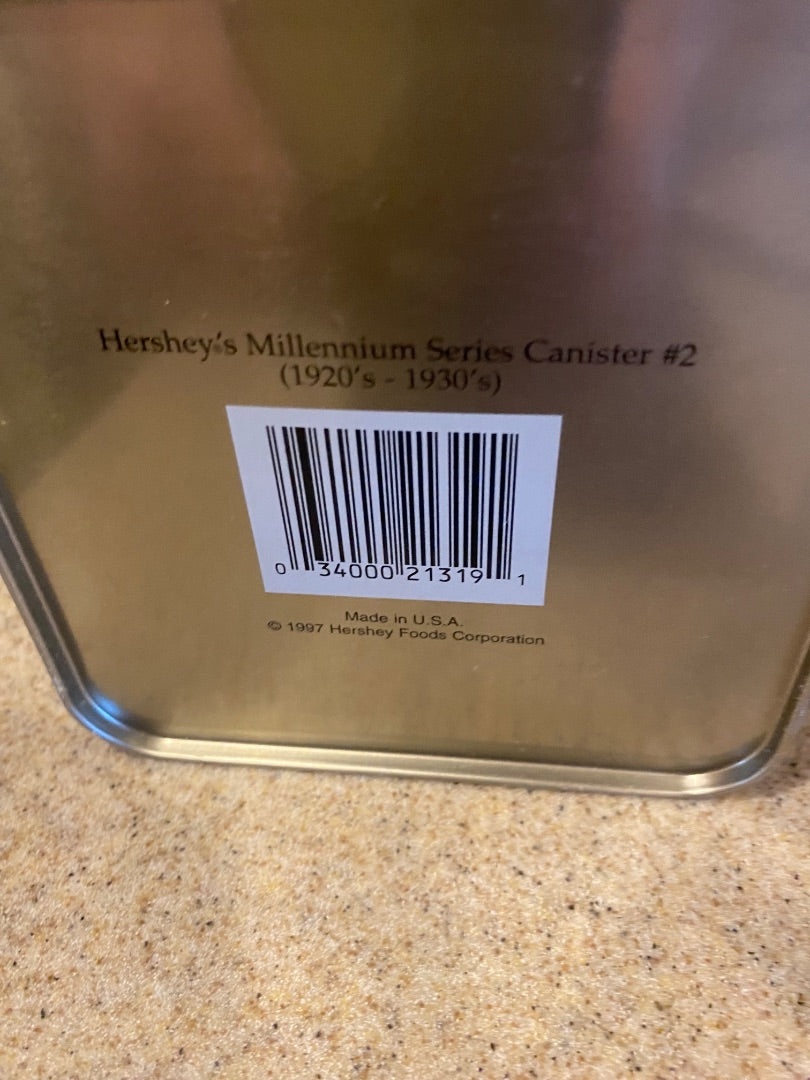 Hershey's Millennium Series Canister #2
(1920's - 1930's)
0 34000 21319 1
Made in U.S.A.
© 1997 Hershey Foods Corporation